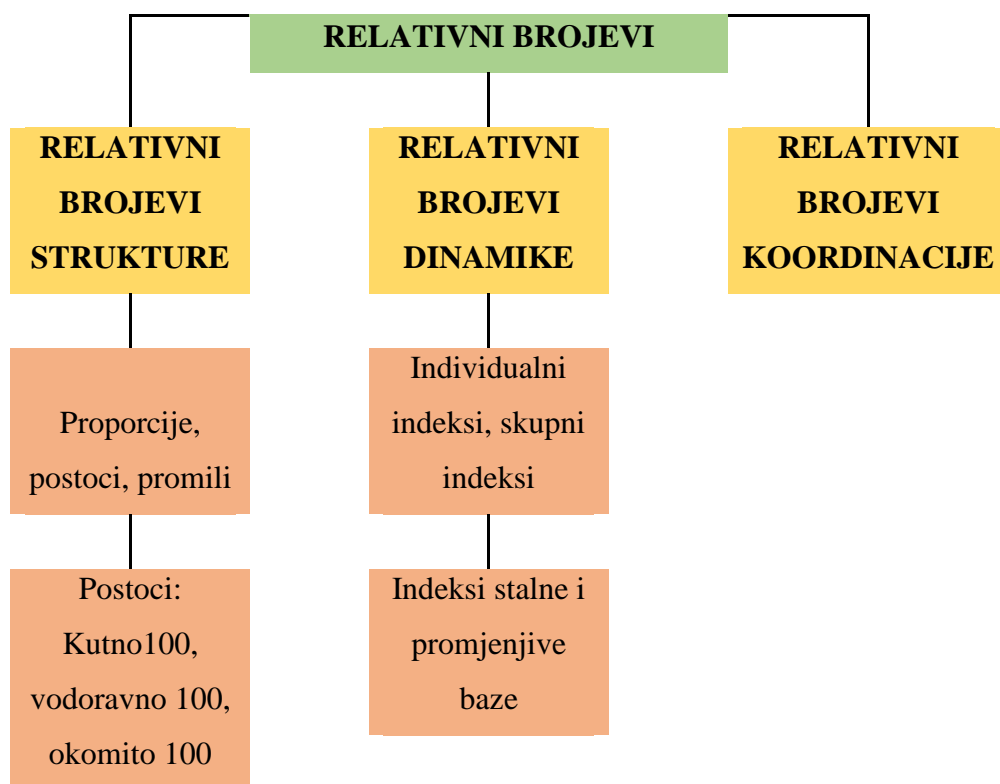 RELATIVNI BROJEVI
RELATIVNI
BROJEVI
STRUKTURE
RELATIVNI
BROJEVI
DINAMIKE
RELATIVNI
BROJEVI
KOORDINACIJE
Proporcije,
postoci, promili
Individualni
indeksi, skupni
indeksi
Postoci:
Kutno100,
vodoravno 100,
okomito 100
Indeksi stalne i
promjenjive
baze